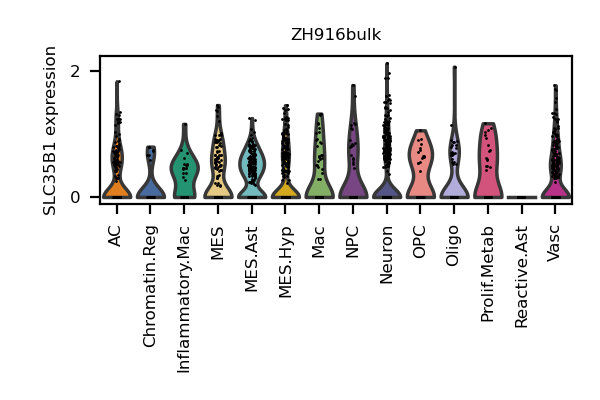 ZH916bulk
SLC35B1 expression
2
0
AC
Chromatin.Reg
Inflammatory.Mac
MES
MES.Ast
MES.Hyp
Mac
NPC
Neuron
OPC
Oligo
Prolif.Metab
Reactive.Ast
Vasc